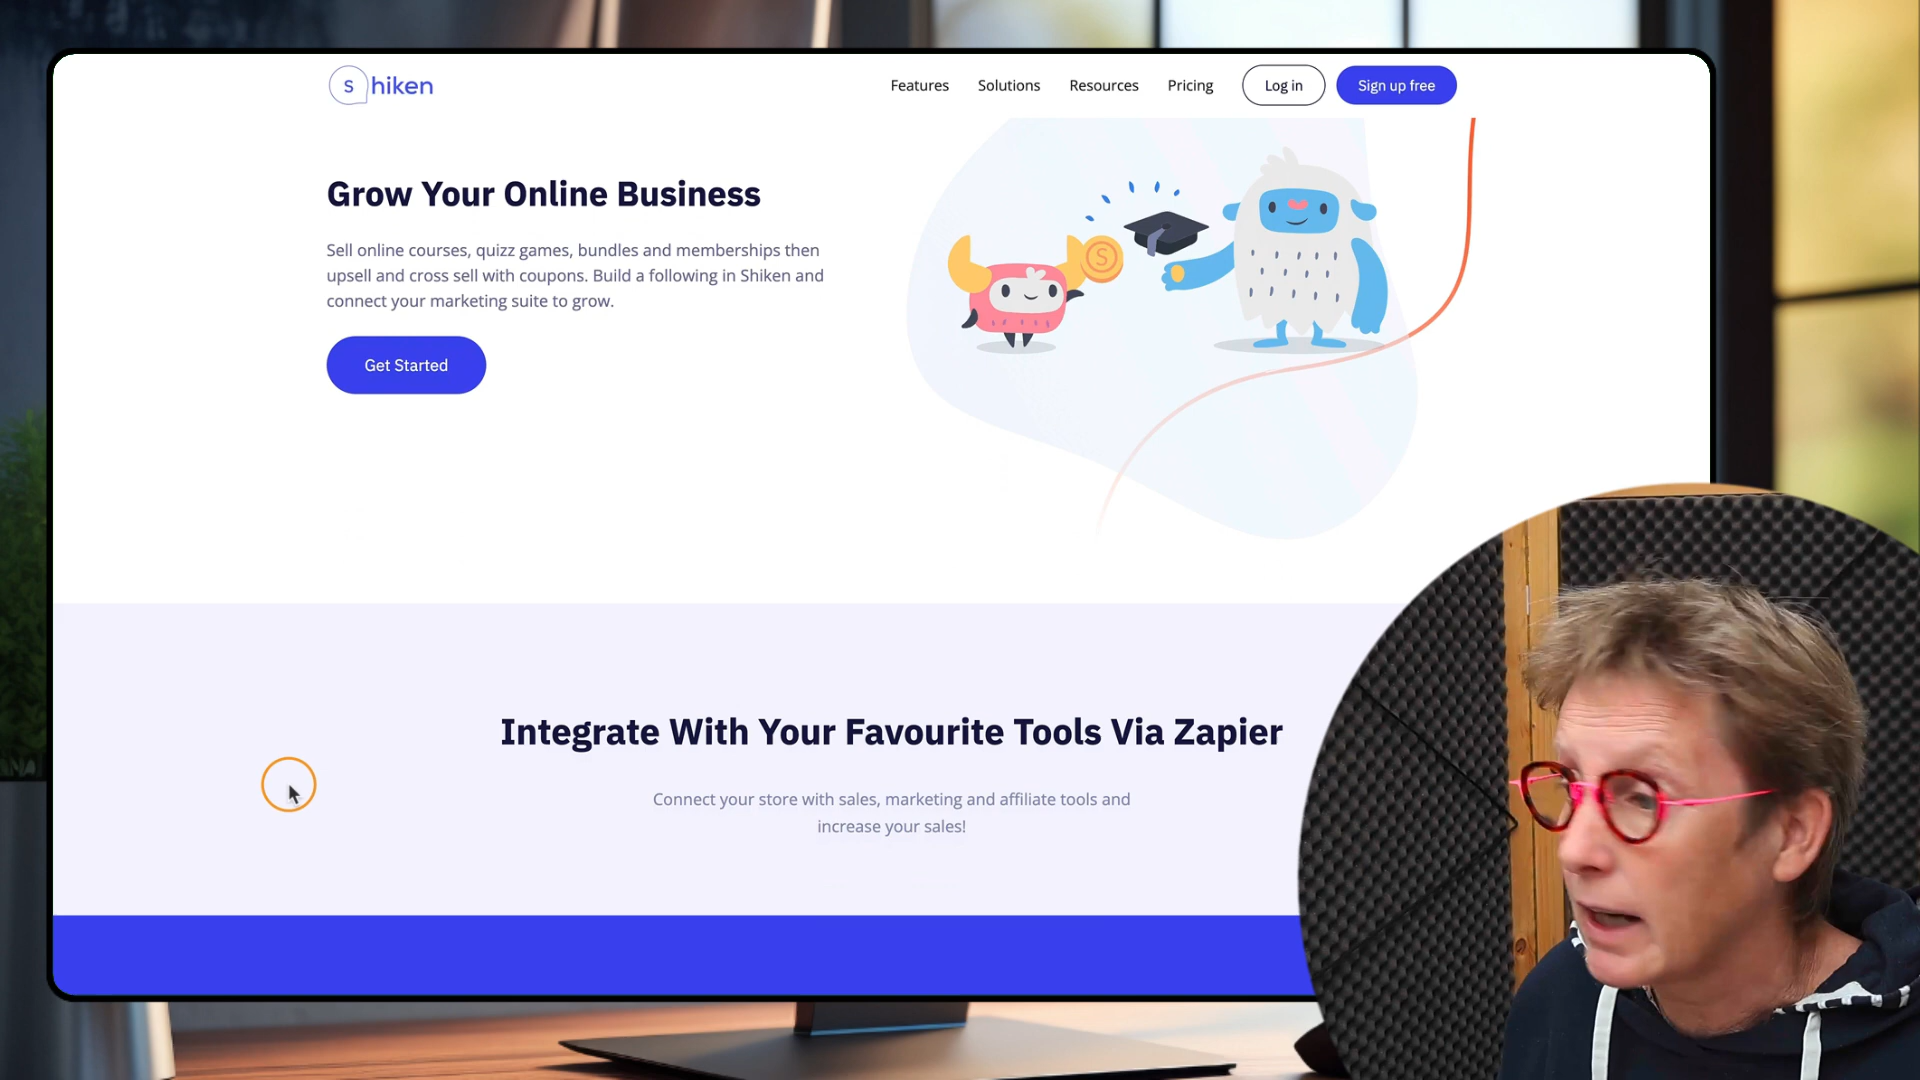 Shiken
Features Solutions Resources Pricing Log in Sign up free
Grow Your Online Business
Sell online courses, quizz games, bundles and memberships then
upsell and cross sell with coupons. Build a following in Shiken and
connect your marketing suite to grow.
Get Started
Integrate With Your Favourite Tools Via Zapier
Connect your store with sales, marketing and affiliate tools and
increase your sales!